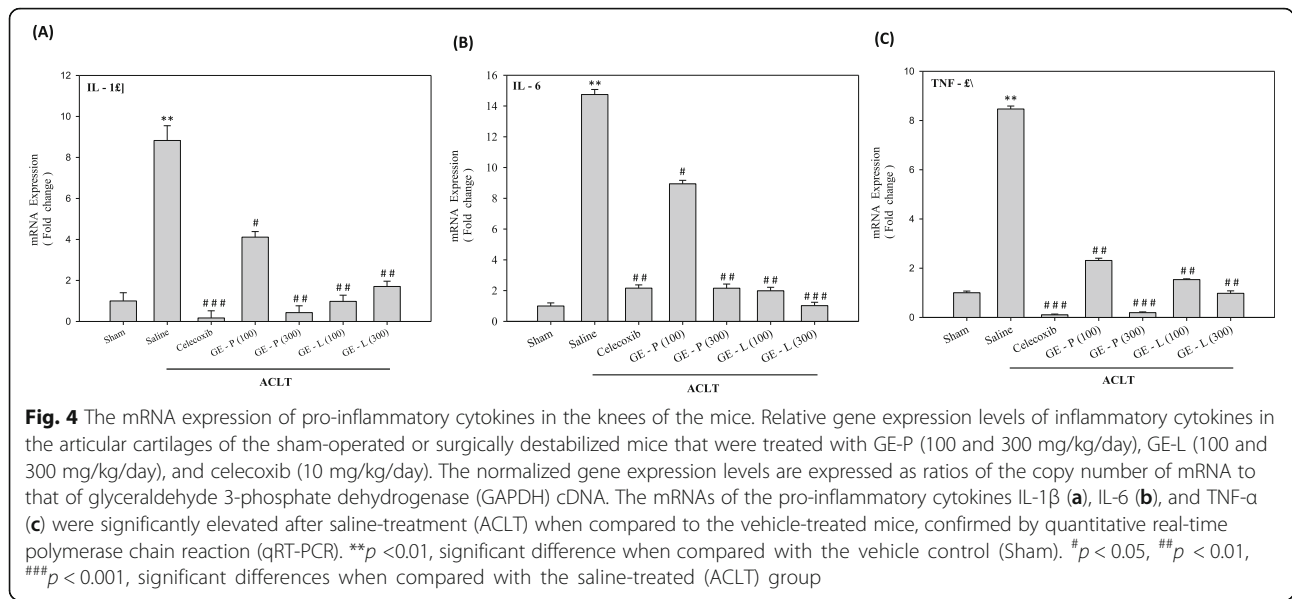 (A)
IL - 1£]
12
10
8
6
4
2
0
mRNA Expression
( Fold change )
**
# # #
#
# #
# #
# #
Sham
Saline
Celecoxib
GE - P (100)
GE - P (300)
GE - L (100)
GE - L (300)
ACLT
(B)
IL - 6
16
14
12
10
8
6
4
2
0
mRNA Expression
( Fold change )
**
# #
#
# #
# #
# # #
Sham
Saline
Celecoxib
GE - P (100)
GE - P (300)
GE - L (100)
GE - L (300)
ACLT
(C)
TNF - £\
10
8
6
4
2
0
mRNA Expression
( Fold change )
**
# # #
# #
# # #
# #
# #
Sham
Saline
Celecoxib
GE - P (100)
GE - P (300)
GE - L (100)
GE - L (300)
ACLT
Fig. 4 The mRNA expression of pro-inflammatory cytokines in the knees of the mice. Relative gene expression levels of inflammatory cytokines in
the articular cartilages of the sham-operated or surgically destabilized mice that were treated with GE-P (100 and 300 mg/kg/day), GE-L (100 and
300 mg/kg/day), and celecoxib (10 mg/kg/day). The normalized gene expression levels are expressed as ratios of the copy number of mRNA to
that of glyceraldehyde 3-phosphate dehydrogenase (GAPDH) cDNA. The mRNAs of the pro-inflammatory cytokines IL-1β (a), IL-6 (b), and TNF-α
(c) were significantly elevated after saline-treatment (ACLT) when compared to the vehicle-treated mice, confirmed by quantitative real-time
polymerase chain reaction (qRT-PCR). **p <0.01, significant difference when compared with the vehicle control (Sham). #p < 0.05, ##p < 0.01,
###p < 0.001, significant differences when compared with the saline-treated (ACLT) group